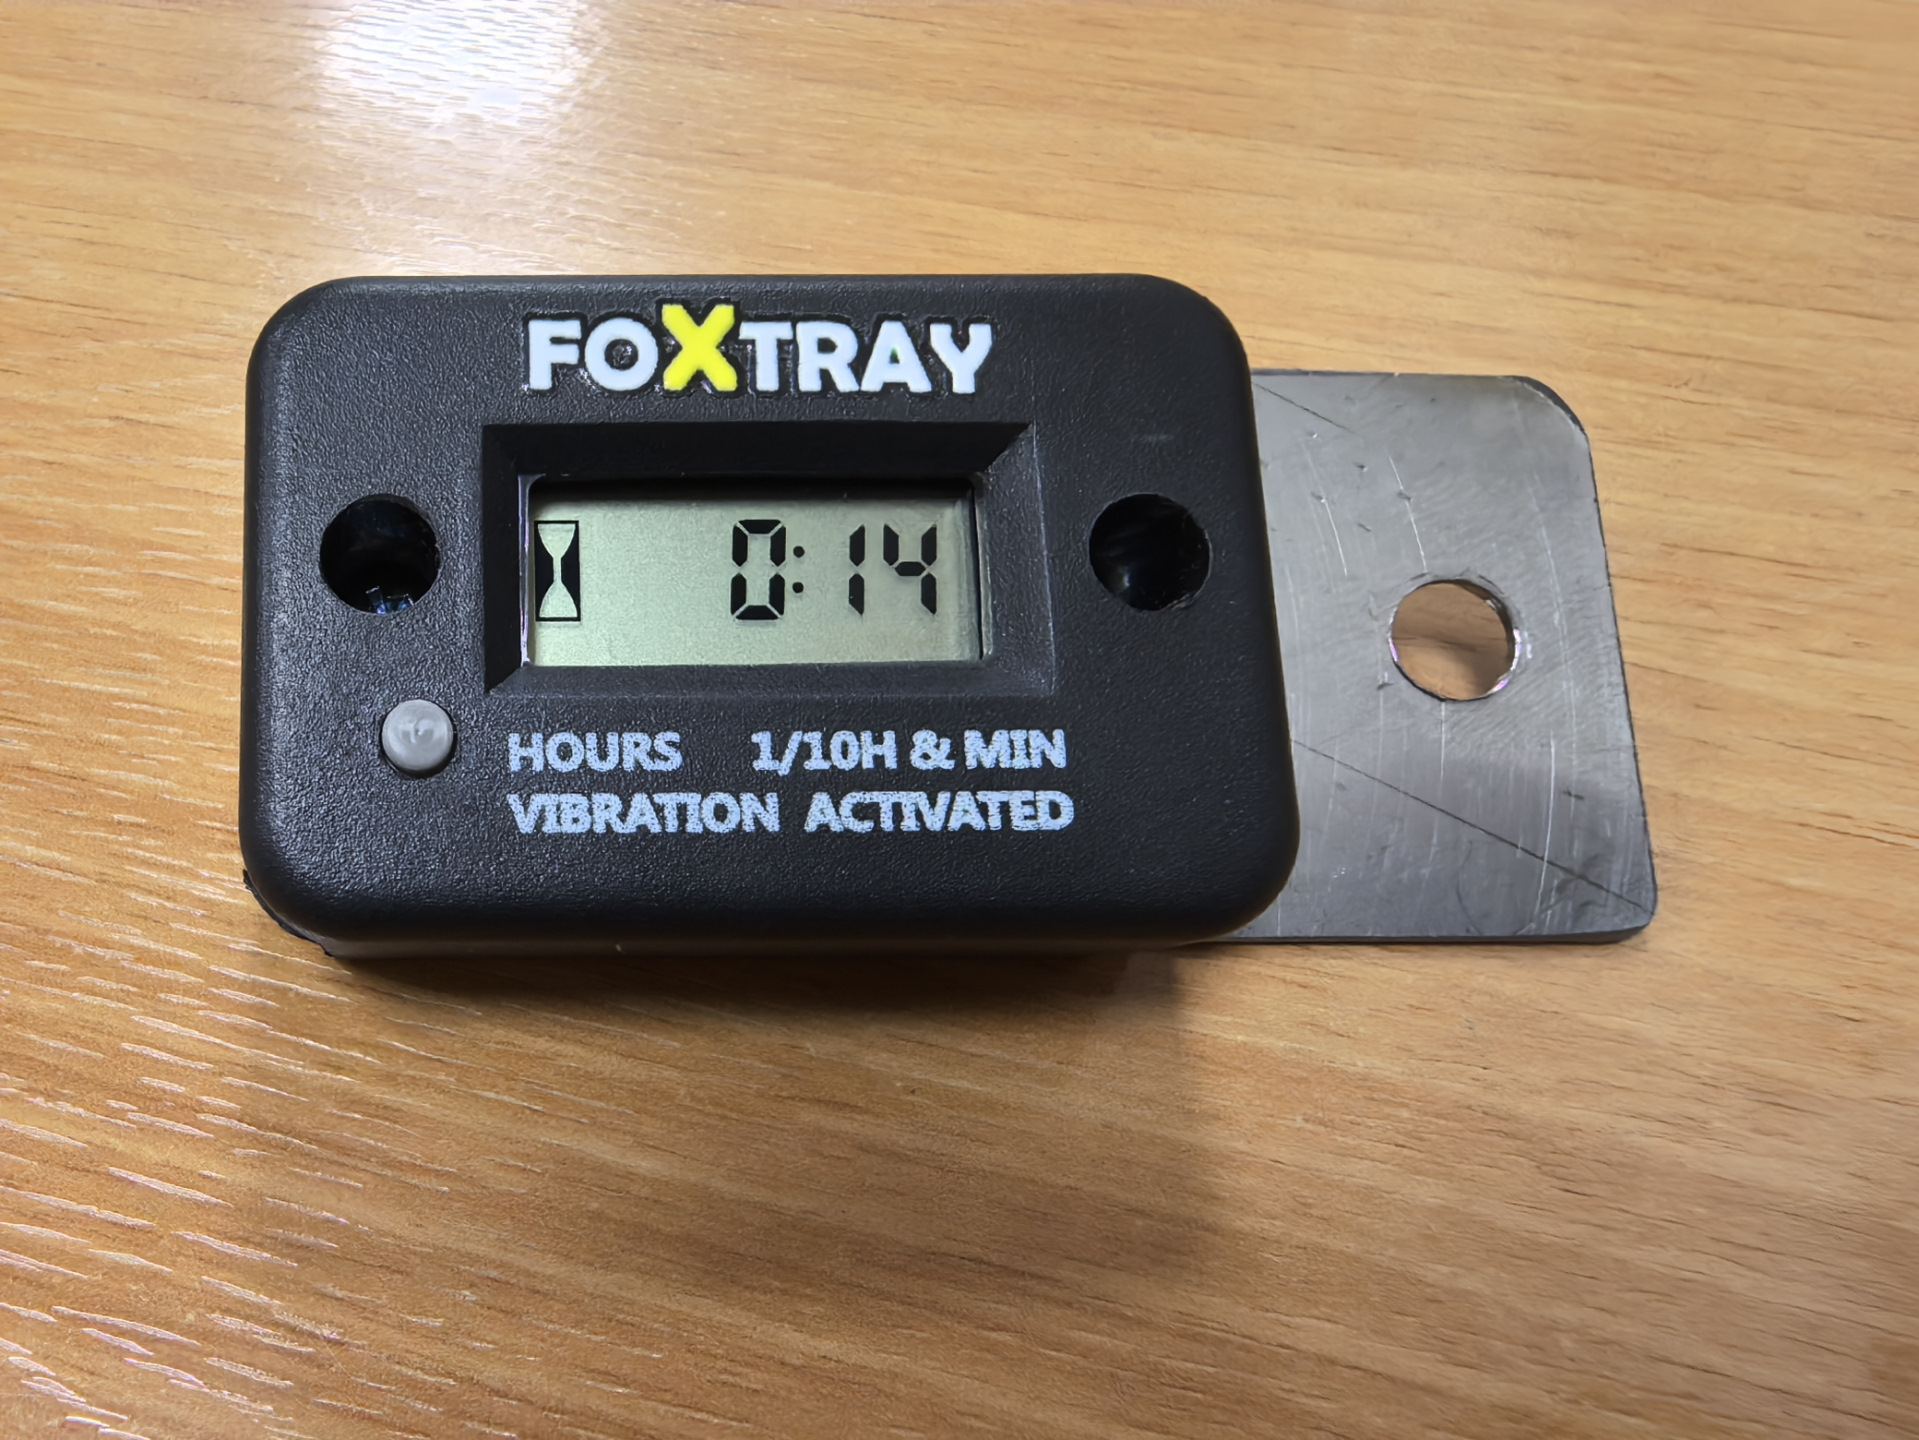 FOXTRAY
0:14
HOURS 1/10H & MIN
VIBRATION ACTIVATED